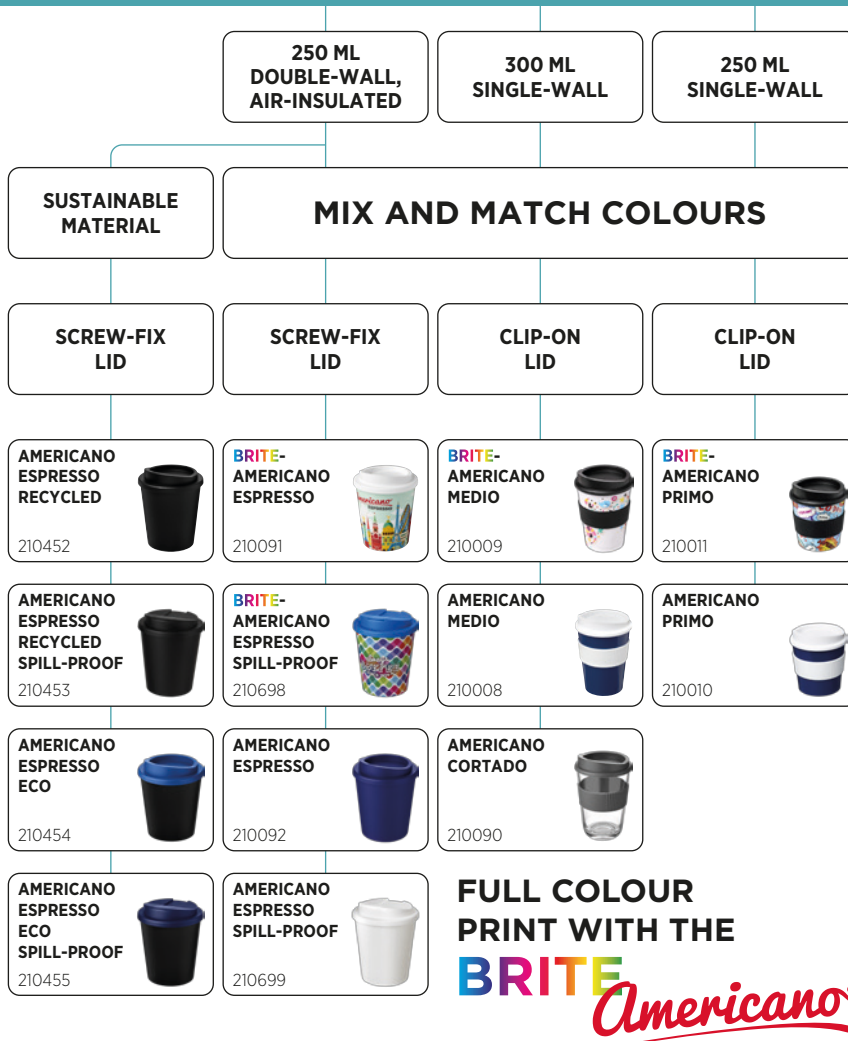 250 ML
DOUBLE-WALL,
AIR-INSULATED
300 ML
SINGLE-WALL
250 ML
SINGLE-WALL
SUSTAINABLE
MATERIAL
MIX AND MATCH COLOURS
SCREW-FIX
LID
SCREW-FIX
LID
CLIP-ON
LID
CLIP-ON
LID
AMERICANO
ESPRESSO
RECYCLED
210452
BRITE-
AMERICANO
ESPRESSO
210091
americano
ESPRESSO
BRITE-
AMERICANO
MEDIO
210009
BRITE-
AMERICANO
PRIMO
210011
AMERICANO
ESPRESSO
RECYCLED
SPILL-PROOF
210453
BRITE-
AMERICANO
ESPRESSO
SPILL-PROOF
210698
AMERICANO
MEDIO
210008
AMERICANO
PRIMO
210010
AMERICANO
ESPRESSO
ECO
210454
AMERICANO
ESPRESSO
210092
AMERICANO
CORTADO
210090
AMERICANO
ESPRESSO
ECO
SPILL-PROOF
210455
AMERICANO
ESPRESSO
SPILL-PROOF
210699
FULL COLOUR
PRINT WITH THE
BRITE
Americano